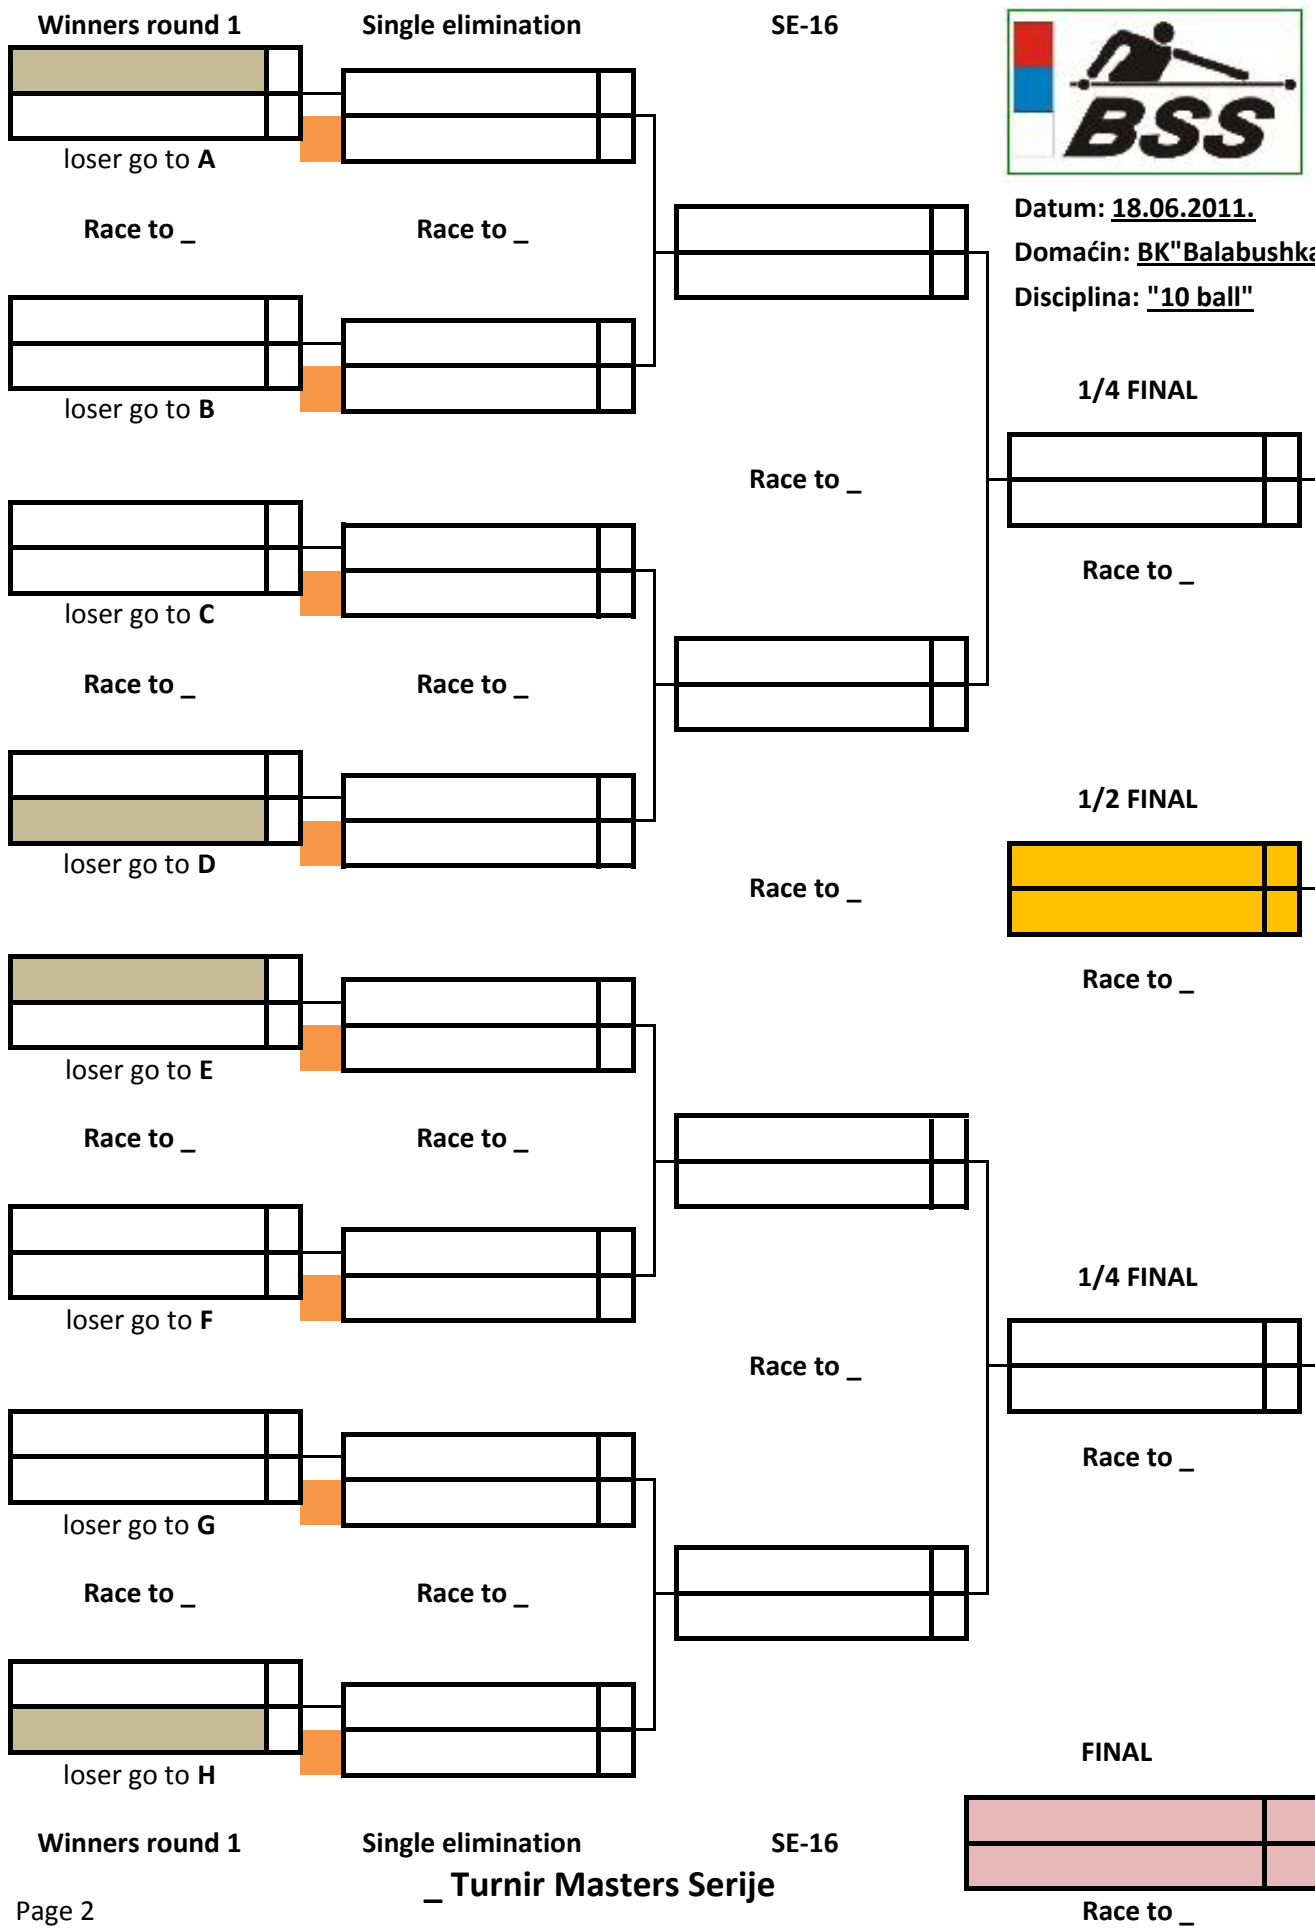 Winners round 1 Single elimination SE-16
BSS
loser go to A
Datum: 18.06.2011.
Race to _ Race to _
Domaćin: BK"Balabushka
Disciplina: "10 ball"
1/4 FINAL
loser go to B
Race to _
Race to _
loser go to C
Race to _ Race to _
1/2 FINAL
loser go to D
Race to _
Race to _
loser go to E
Race to _ Race to _
1/4 FINAL
loser go to F
Race to _
Race to _
loser go to G
Race to _ Race to _
FINAL
loser go to H
Winners round 1 Single elimination SE-16
_ Turnir Masters Serije
Page 2
Race to _